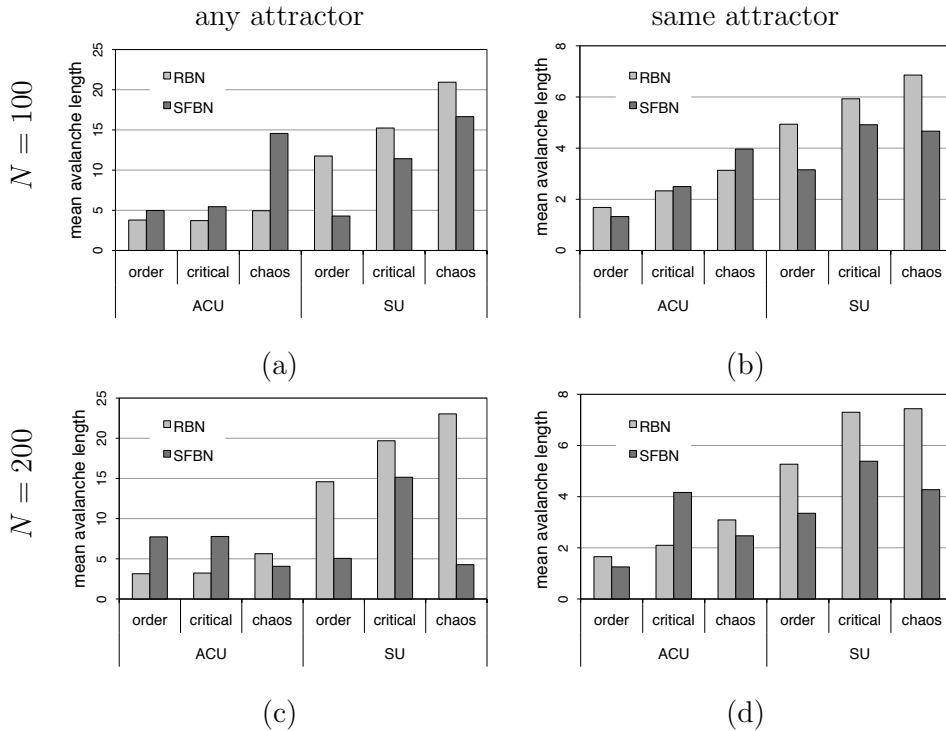 any attractor
same attractor
N = 100
mean avalanche length
25
20
15
10
5
0
RBN
SFBN
order critical chaos order critical chaos
ACU SU
(a)
mean avalanche length
8
6
4
2
0
RBN
SFBN
order critical chaos order critical chaos
ACU SU
(b)
N = 200
mean avalanche length
25
20
15
10
5
0
RBN
SFBN
order critical chaos order critical chaos
ACU SU
(c)
mean avalanche length
8
6
4
2
0
RBN
SFBN
order critical chaos order critical chaos
ACU SU
(d)